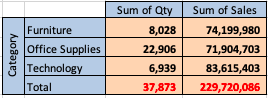 Sum of Qty Sum of Sales
Category
Furniture 8,028 74,199,980
Office Supplies 22,906 71,904,703
Technology 6,939 83,615,403
Total 37,873 229,720,086